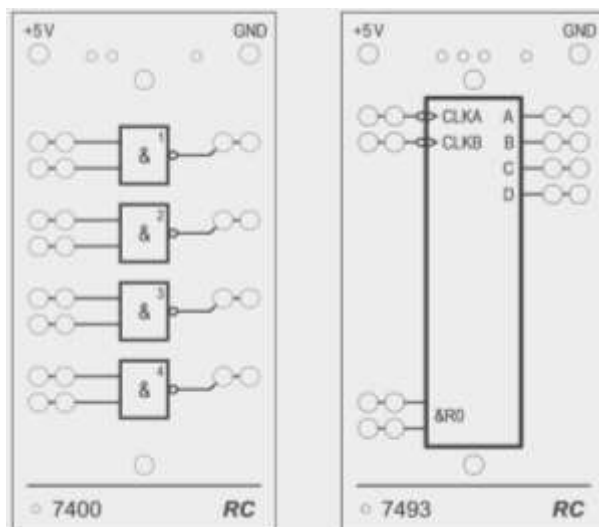 +5V GND
1
&
2
&
3
&
4
&
7400 RC
+5V GND
CLKA A
CLKB B
C
D
&R0
7493 RC